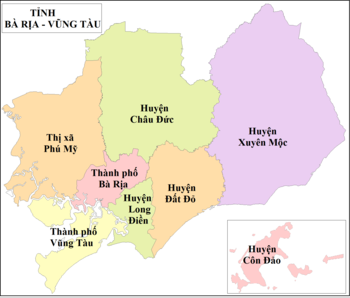 TỈNH
BÀ RỊA - VŨNG TÀU
Huyện
Châu Đức
Huyện
Xuyên Mộc
Thị xã
Phú Mỹ
Thành phố
Bà Rịa
Huyện
Đất Đỏ
Huyện
Long
Điền
Thành phố
Vũng Tàu
Huyện
Côn Đảo